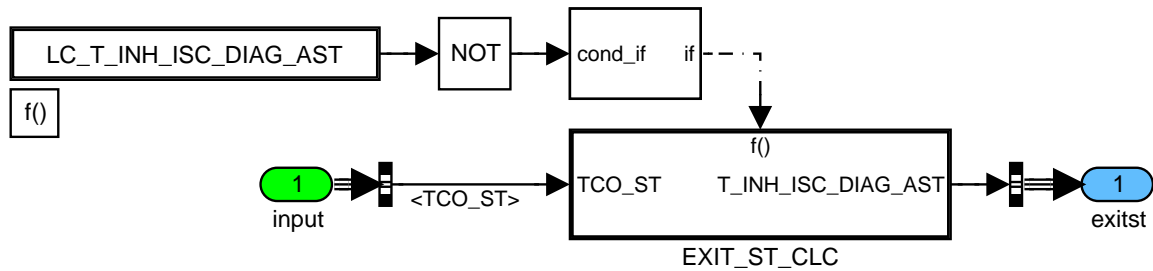 LC_T_INH_ISC_DIAG_AST
NOT
cond_if
if
f()
f()
1
<TCO_ST>
TCO_ST
T_INH_ISC_DIAG_AST
1
input
exitst
EXIT_ST_CLC